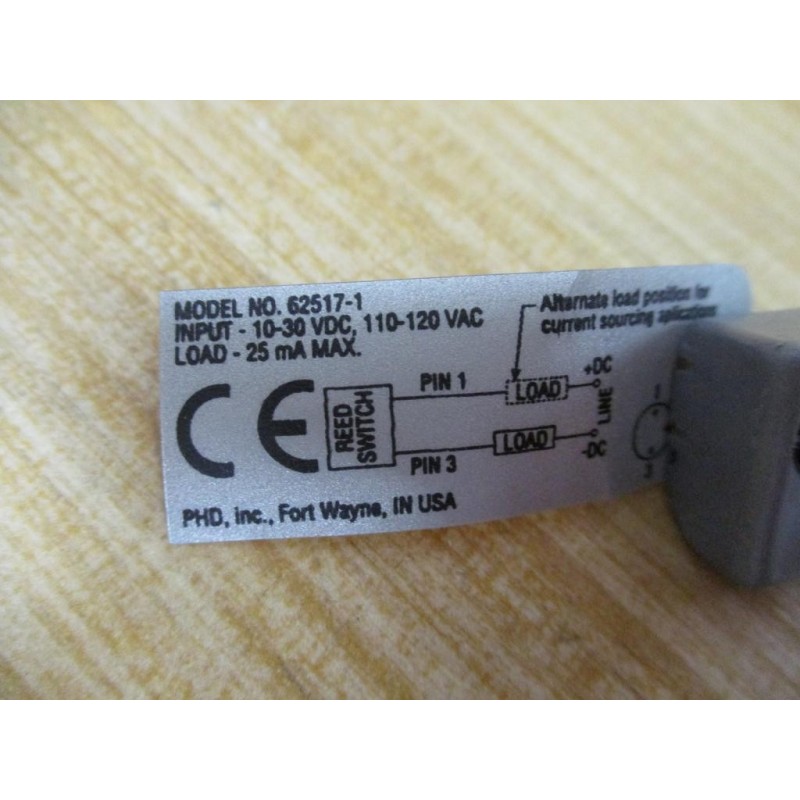 MODEL NO. 62517-1
INPUT - 10-30 VDC, 110-120 VAC
LOAD - 25 mA MAX.
Alternate load position for
current sourcing aplications
CE
REED
SWITCH
PIN 1
LOAD
+DC
LINE
PIN 3
LOAD
-DC
1
3
PHD, inc., Fort Wayne, IN USA